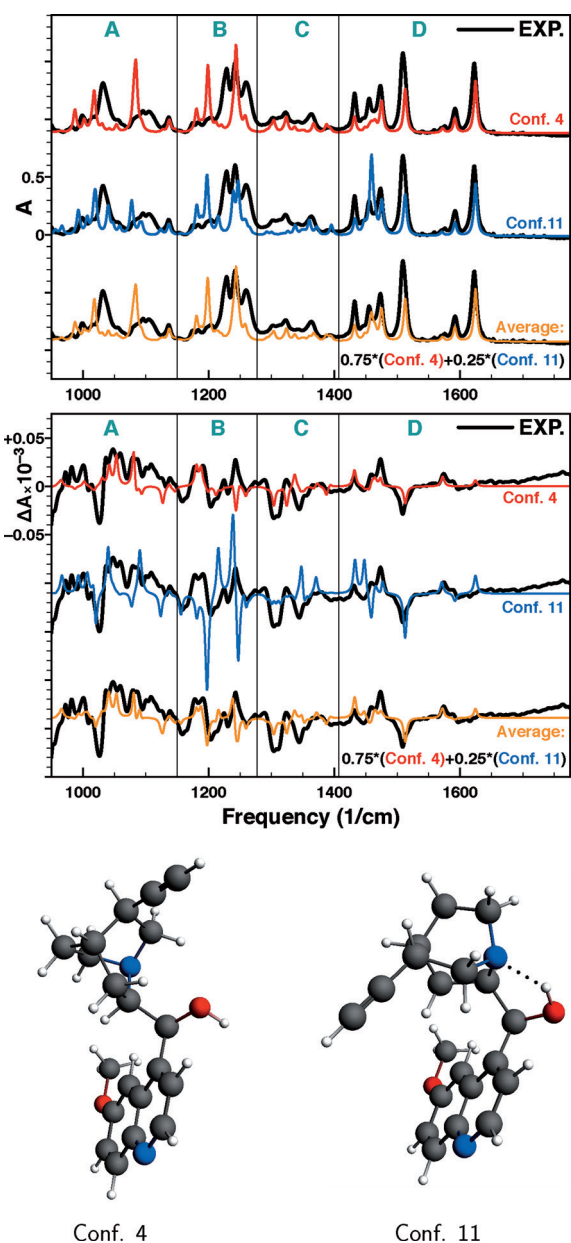 A B C D EXP.
Conf. 4
0.5
A
0
Conf.11
Average:
0.75*(Conf. 4)+0.25*(Conf. 11)
1000 1200 1400 1600
A B C D EXP.
+0.05
0
−0.05
ΔA×10⁻³
Conf. 4
Conf. 11
Average:
0.75*(Conf. 4)+0.25*(Conf. 11)
1000 1200 1400 1600
Frequency (1/cm)
Conf. 4 Conf. 11